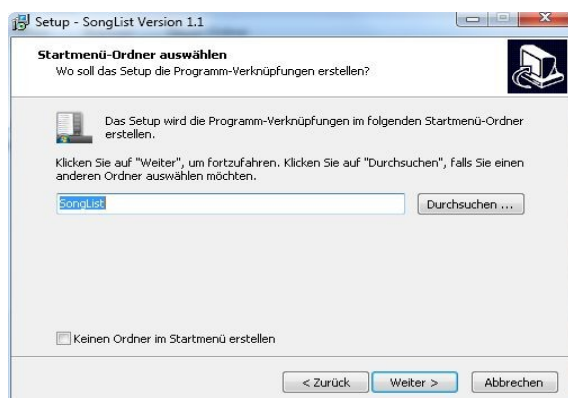 Setup - SongList Version 1.1
Startmenü-Ordner auswählen
Wo soll das Setup die Programm-Verknüpfungen erstellen?
Das Setup wird die Programm-Verknüpfungen im folgenden Startmenü-Ordner
erstellen.
Klicken Sie auf "Weiter", um fortzufahren. Klicken Sie auf "Durchsuchen", falls Sie einen
anderen Ordner auswählen möchten.
SongList
Durchsuchen ...
Keinen Ordner im Startmenü erstellen
< Zurück
Weiter >
Abbrechen